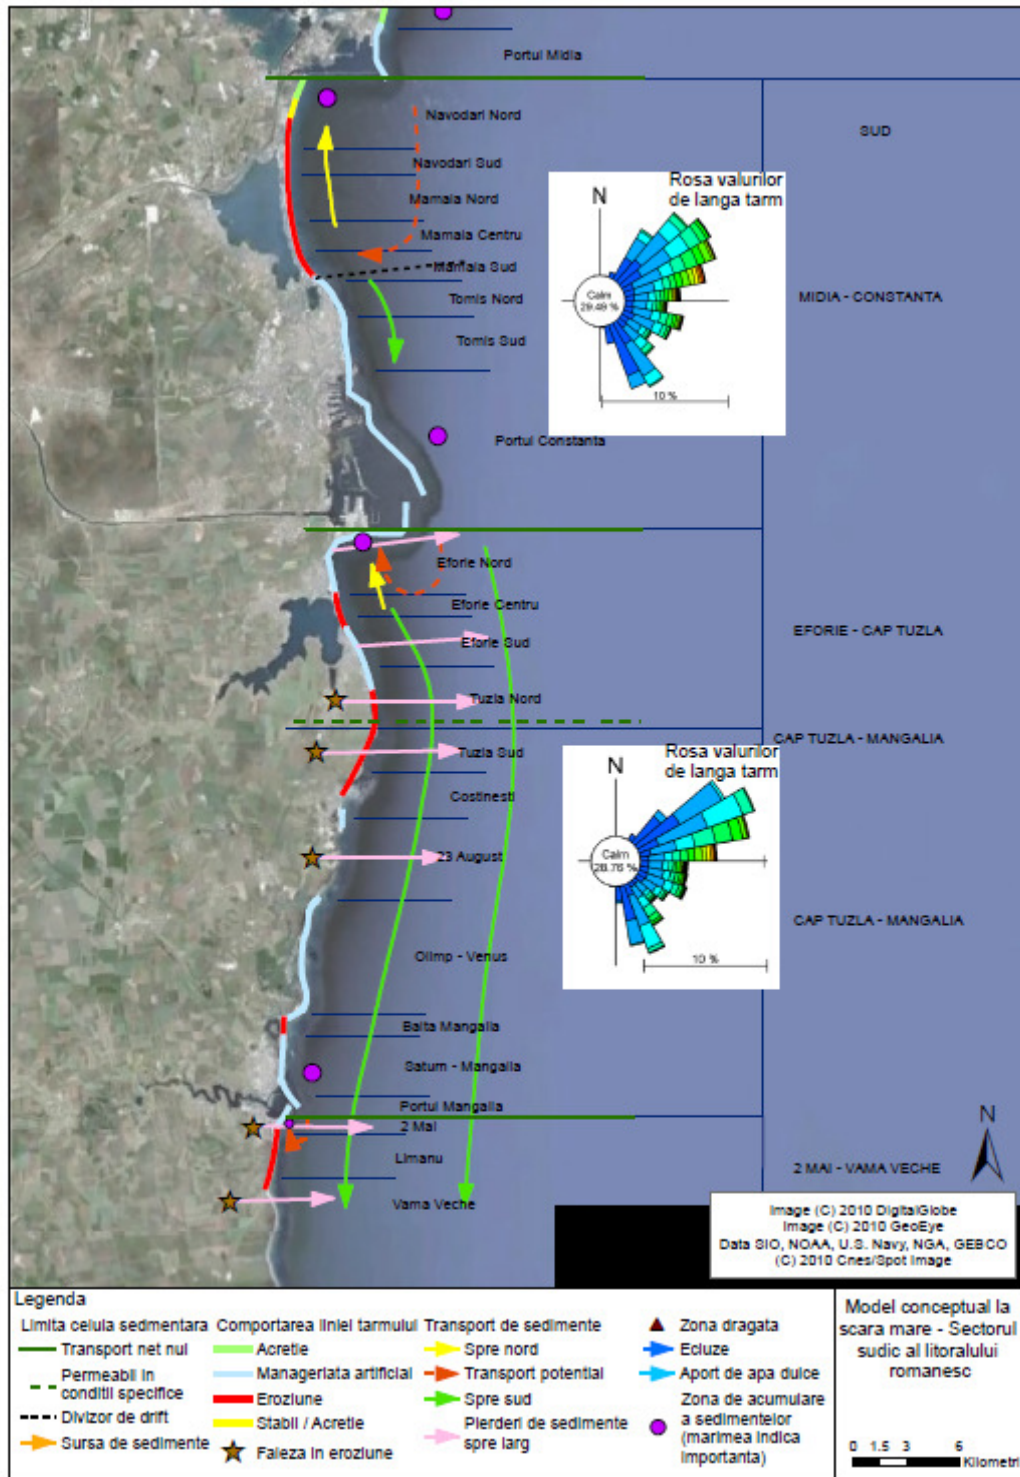 Portul Midia
Navodari Nord
SUD
Navodari Sud
Rosa valurilor
de langa tarm
N
Mamaia Nord
Mamaia Centru
Mamaia Sud
Calm
29.49 %
Tomis Nord
MIDIA - CONSTANTA
Tomis Sud
10 %
Portul Constanta
Eforie Nord
Eforie Centru
EFORIE - CAP TUZLA
Eforie Sud
Tuzla Nord
CAP TUZLA - MANGALIA
Tuzla Sud
Rosa valurilor
de langa tarm
N
Costinesti
Calm
28.76 %
23 August
CAP TUZLA - MANGALIA
Olimp - Venus
10 %
Balta Mangalia
Saturn - Mangalia
Portul Mangalia
2 Mai
N
Limanu
2 MAI - VAMA VECHE
Vama Veche
Image (C) 2010 DigitalGlobe
Image (C) 2010 GeoEye
Data SIO, NOAA, U.S. Navy, NGA, GEBCO
(C) 2010 Cnes/Spot Image
Legenda
Limita celula sedimentara
Transport net nul
Permeabil in
conditii specifice
Divizor de drift
Sursa de sedimente
Comportarea liniei tarmului
Acretie
Manageriata artificial
Eroziune
Stabil / Acretie
Faleza in eroziune
Transport de sedimente
Spre nord
Transport potential
Spre sud
Pierderi de sedimente
spre larg
Zona dragata
Ecluze
Aport de apa dulce
Zona de acumulare
a sedimentelor
(marimea indica
importanta)
Model conceptual la
scara mare - Sectorul
sudic al litoralului
romanesc
0 1.5 3 6
Kilometri